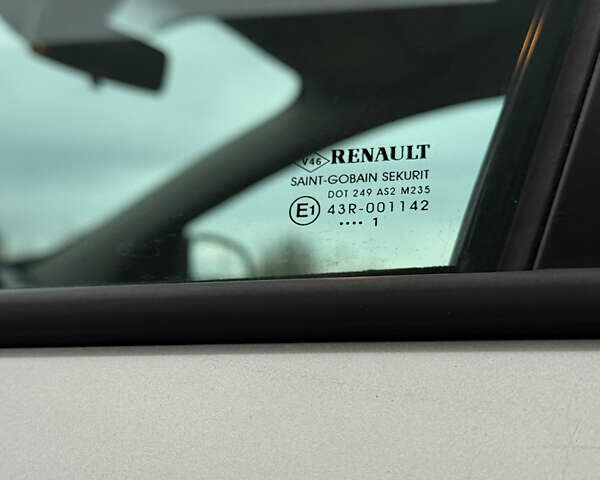 V46 RENAULT
SAINT-GOBAIN SEKURIT
DOT 249 AS2 M235
E1 43R-001142
•••• 1